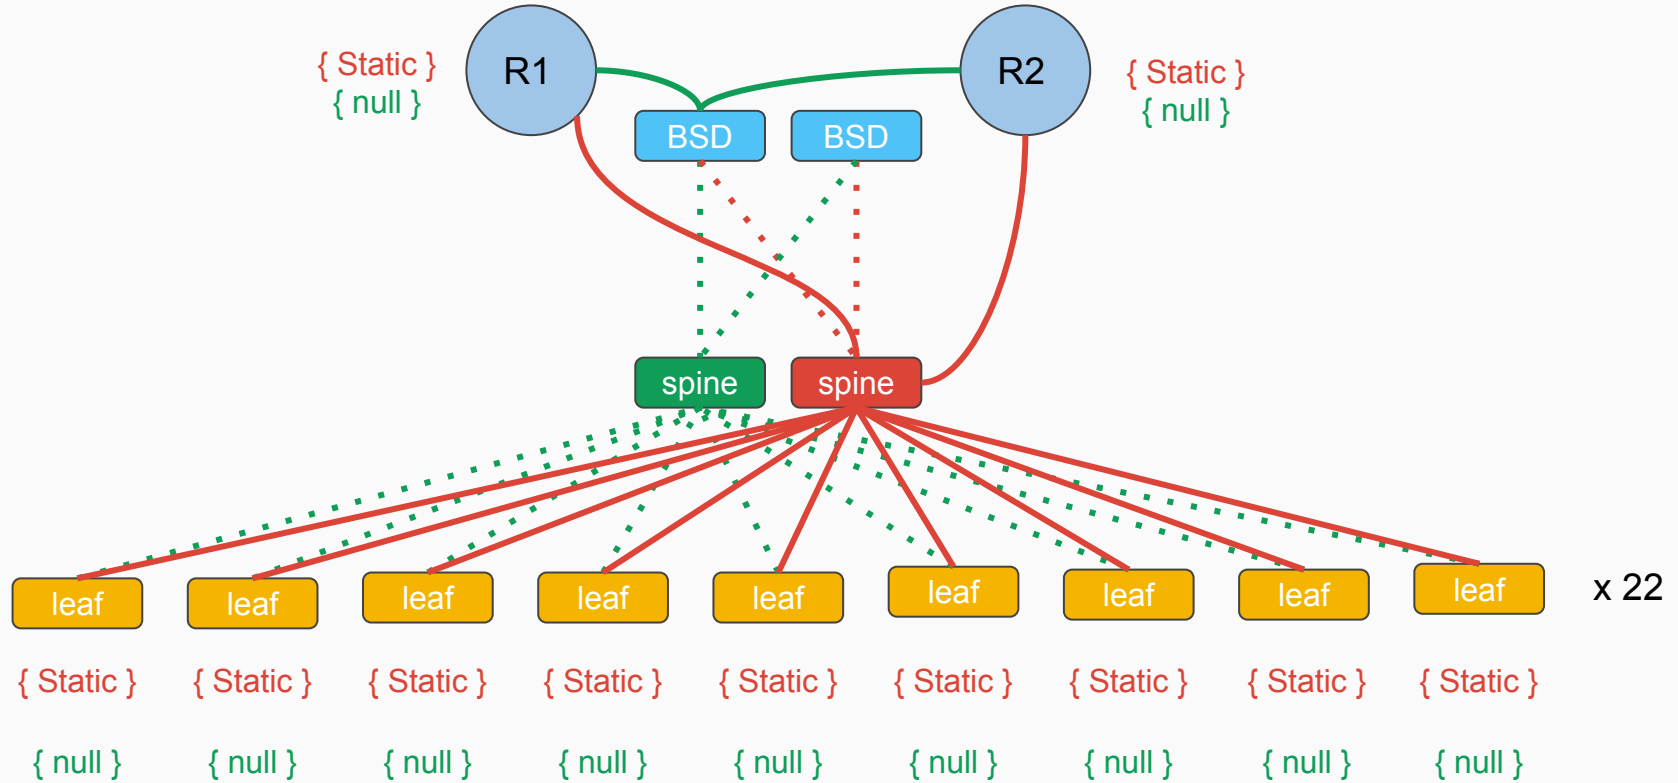 { Static }
{ null }
R1
R2
{ Static }
{ null }
BSD
BSD
spine
spine
leaf
leaf
leaf
leaf
leaf
leaf
leaf
leaf
leaf
x 22
{ Static }
{ Static }
{ Static }
{ Static }
{ Static }
{ Static }
{ Static }
{ Static }
{ Static }
{ null }
{ null }
{ null }
{ null }
{ null }
{ null }
{ null }
{ null }
{ null }